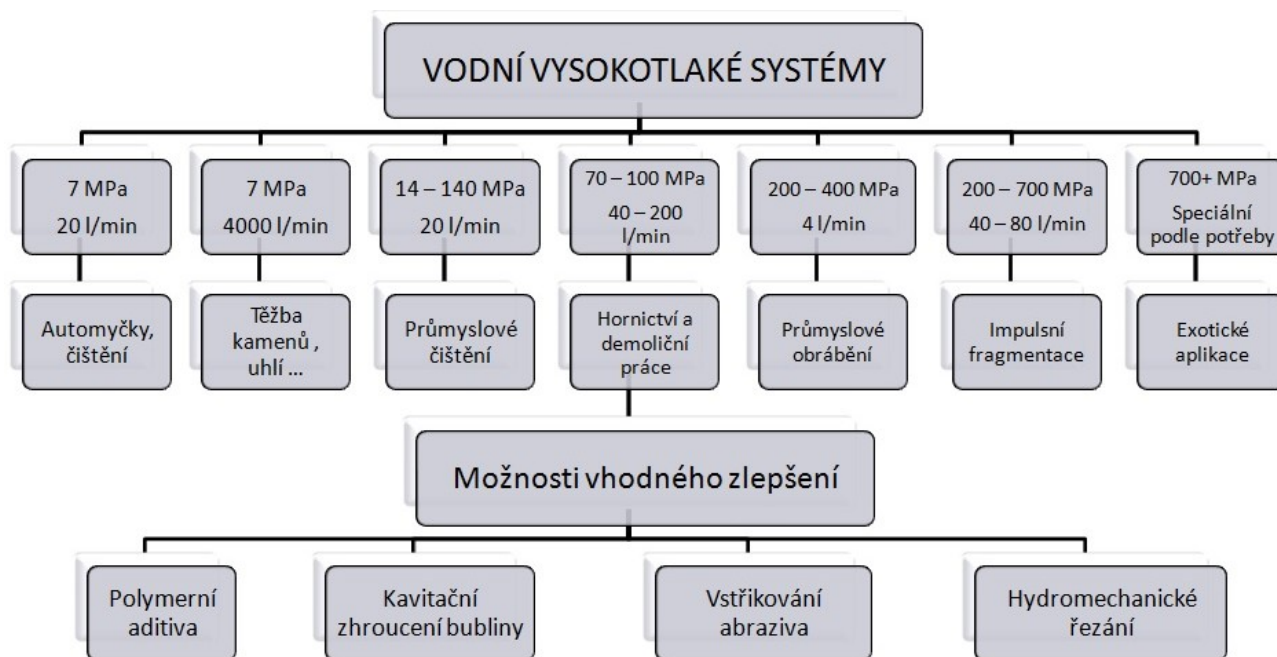 VODNÍ VYSOKOTLAKÉ SYSTÉMY
7 MPa
20 l/min
7 MPa
4000 l/min
14 – 140 MPa
20 l/min
70 – 100 MPa
40 – 200
l/min
200 – 400 MPa
4 l/min
200 – 700 MPa
40 – 80 l/min
700+ MPa
Speciální
podle potřeby
Automyčky,
čištění
Těžba
kamenů ,
uhlí ...
Průmyslové
čištění
Hornictví a
demoliční
práce
Průmyslové
obrábění
Impulsní
fragmentace
Exotické
aplikace
Možnosti vhodného zlepšení
Polymerní
aditiva
Kavitační
zhroucení bubliny
Vstřikování
abraziva
Hydromechanické
řezání